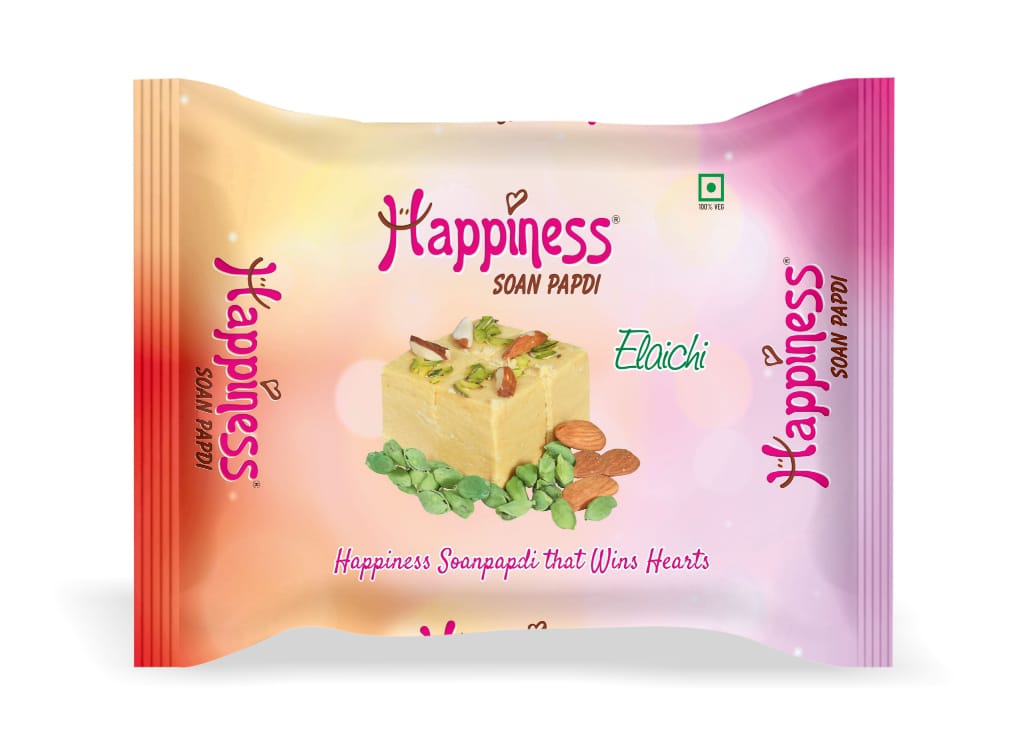 Happiness®
SOAN PAPDI
100% VEG
Elaichi
Happiness Soanpapdi that Wins Hearts
Happiness®
SOAN PAPDI
Happiness®
SOAN PAPDI